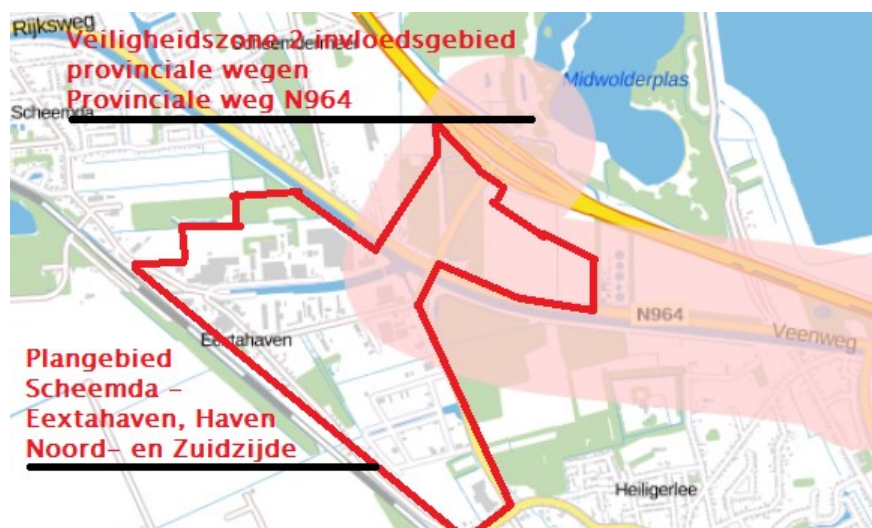 Rijksweg
Scheemdermeer
Veiligheidszone 2 invloedsgebied
provinciale wegen
Provinciale weg N964
Midwolderplas
Scheemda
N964
Veenweg
Eextahaven
Plangebied
Scheemda -
Eextahaven, Haven
Noord- en Zuidzijde
Heiligerlee